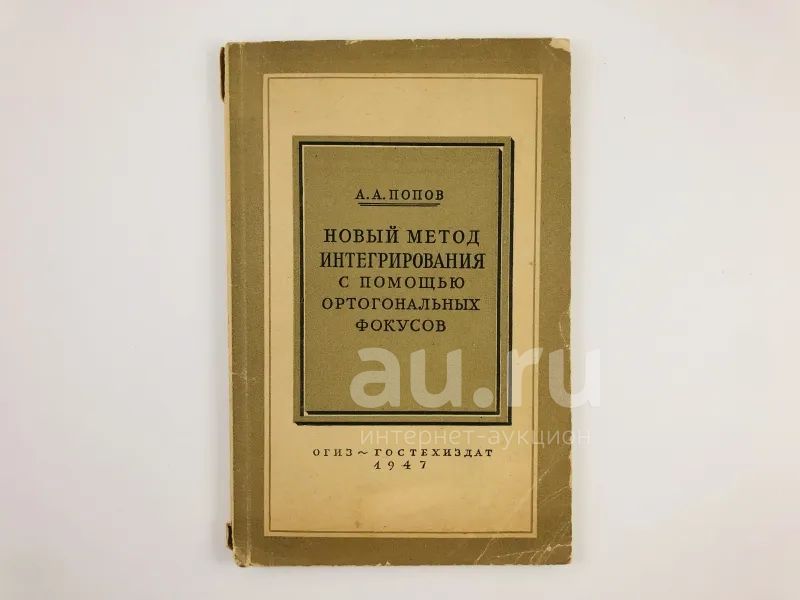 А. А. ПОПОВ
НОВЫЙ МЕТОД
ИНТЕГРИРОВАНИЯ
С ПОМОЩЬЮ
ОРТОГОНАЛЬНЫХ
ФОКУСОВ
au.ru
интернет-аукцион
ОГИЗ ~ ГОСТЕХИЗДАТ
1947